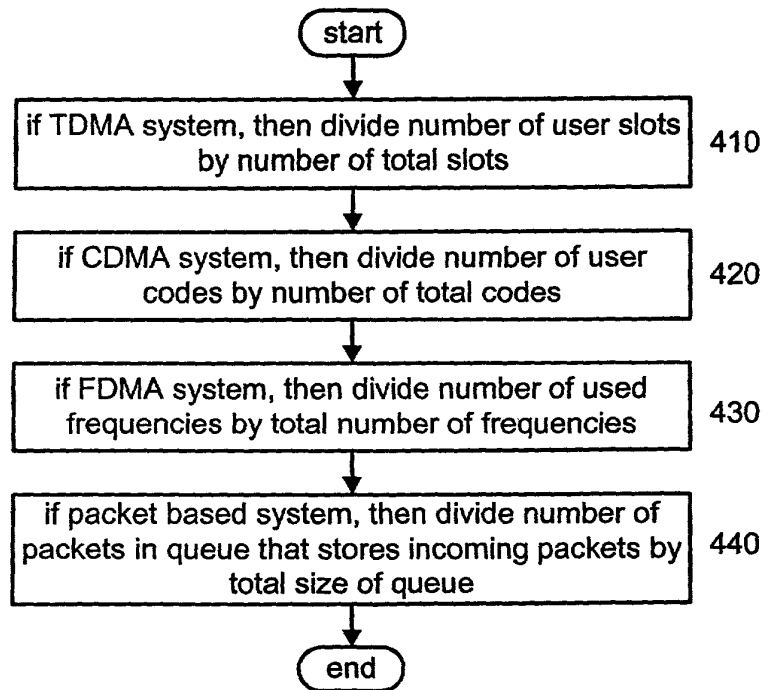 start
if TDMA system, then divide number of user slots
by number of total slots
410
if CDMA system, then divide number of user
codes by number of total codes
420
if FDMA system, then divide number of used
frequencies by total number of frequencies
430
if packet based system, then divide number of
packets in queue that stores incoming packets by
total size of queue
440
end